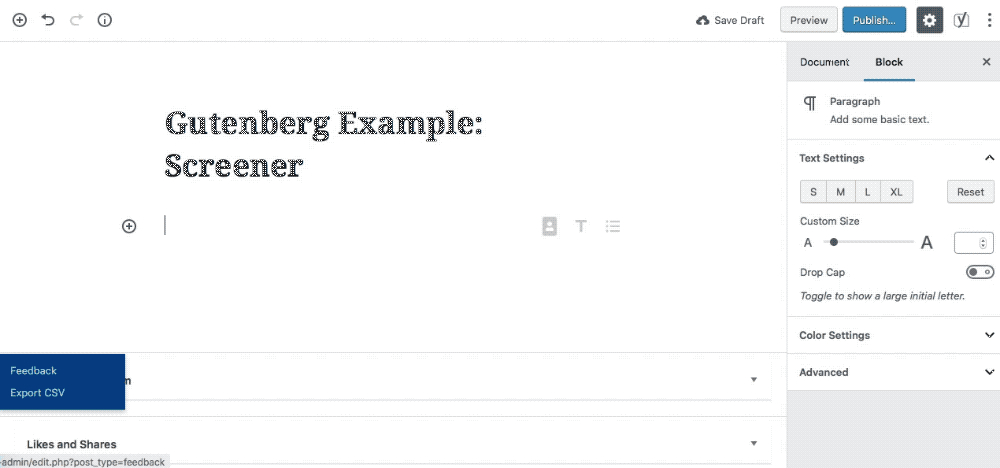 Save Draft
Preview
Publish...
Document
Block
Paragraph
Add some basic text.
Text Settings
S M L XL
Reset
Custom Size
A A
Drop Cap
Toggle to show a large initial letter.
Color Settings
Advanced
Gutenberg Example:
Screener
T
Feedback
Export CSV
Likes and Shares
-admin/edit.php?post_type=feedback